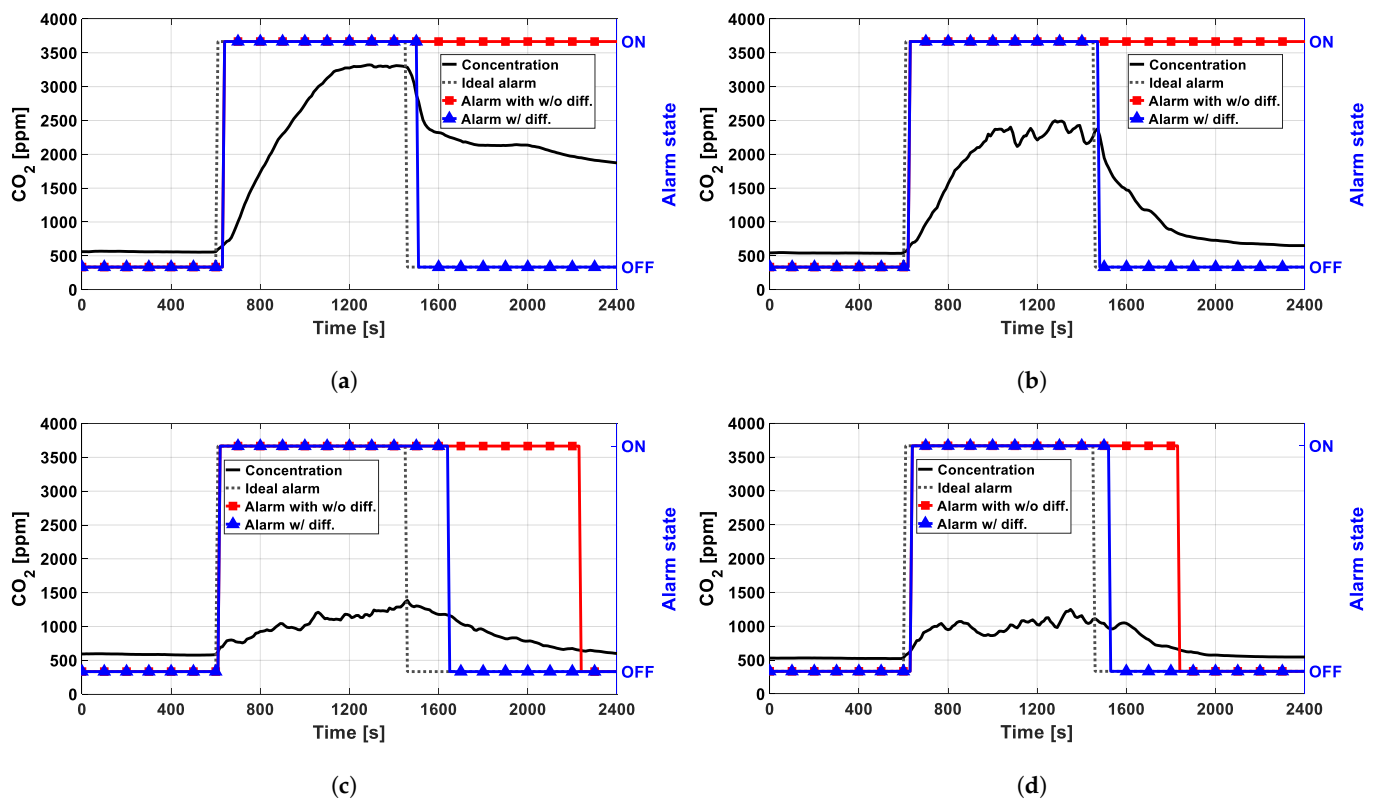 4000
3500
3000
2500
2000
1500
1000
500
0
CO2 [ppm]
0 400 800 1200 1600 2000 2400
Time [s]
ON
OFF
Alarm state
Concentration
Ideal alarm
Alarm with w/o diff.
Alarm w/ diff.
(a)
4000
3500
3000
2500
2000
1500
1000
500
0
CO2 [ppm]
0 400 800 1200 1600 2000 2400
Time [s]
ON
OFF
Alarm state
Concentration
Ideal alarm
Alarm with w/o diff.
Alarm w/ diff.
(b)
4000
3500
3000
2500
2000
1500
1000
500
0
CO2 [ppm]
0 400 800 1200 1600 2000 2400
Time [s]
ON
OFF
Alarm state
Concentration
Ideal alarm
Alarm with w/o diff.
Alarm w/ diff.
(c)
4000
3500
3000
2500
2000
1500
1000
500
0
CO2 [ppm]
0 400 800 1200 1600 2000 2400
Time [s]
ON
OFF
Alarm state
Concentration
Ideal alarm
Alarm with w/o diff.
Alarm w/ diff.
(d)